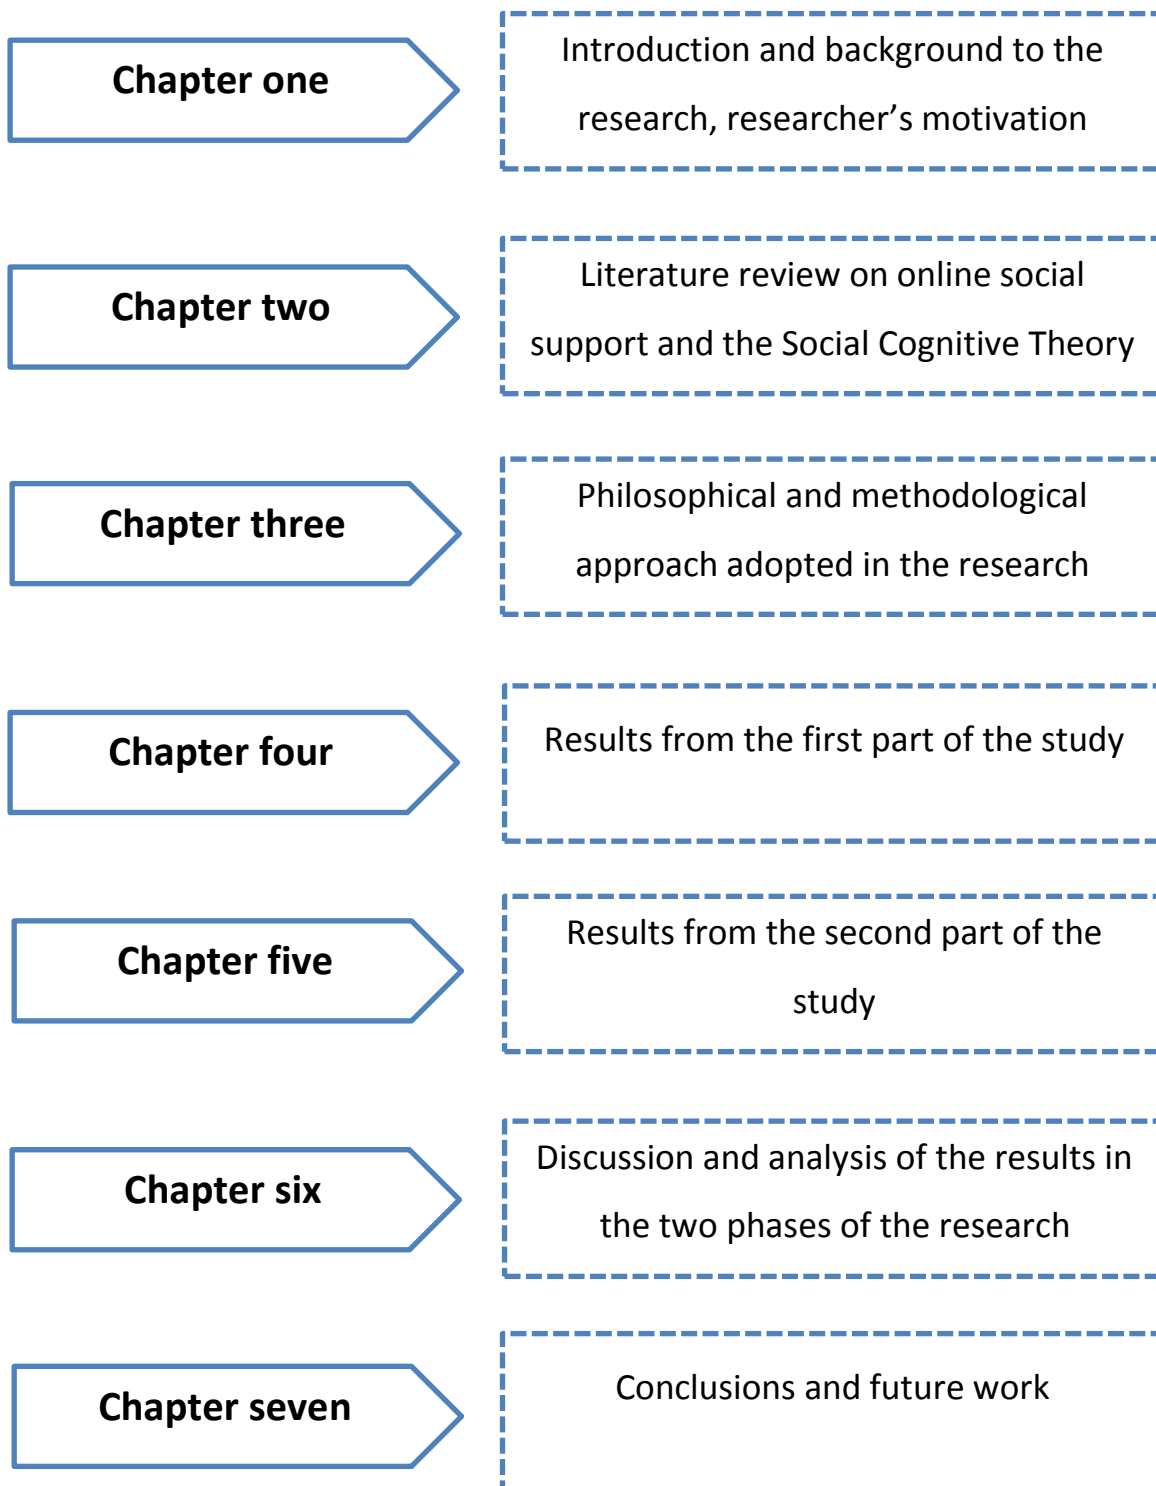 Chapter one
Introduction and background to the
research, researcher’s motivation
Chapter two
Literature review on online social
support and the Social Cognitive Theory
Chapter three
Philosophical and methodological
approach adopted in the research
Chapter four
Results from the first part of the study
Chapter five
Results from the second part of the
study
Chapter six
Discussion and analysis of the results in
the two phases of the research
Chapter seven
Conclusions and future work